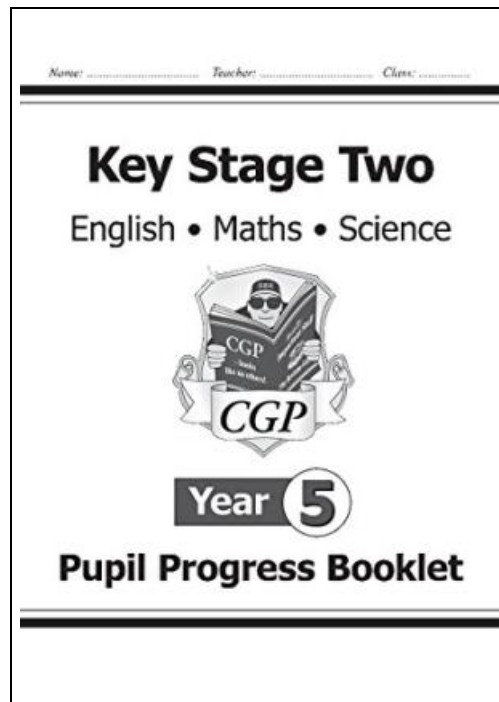 Name: ................................ Teacher: ................................ Class: ...............
Key Stage Two
English • Maths • Science
CGP
CGP
Year 5
Pupil Progress Booklet